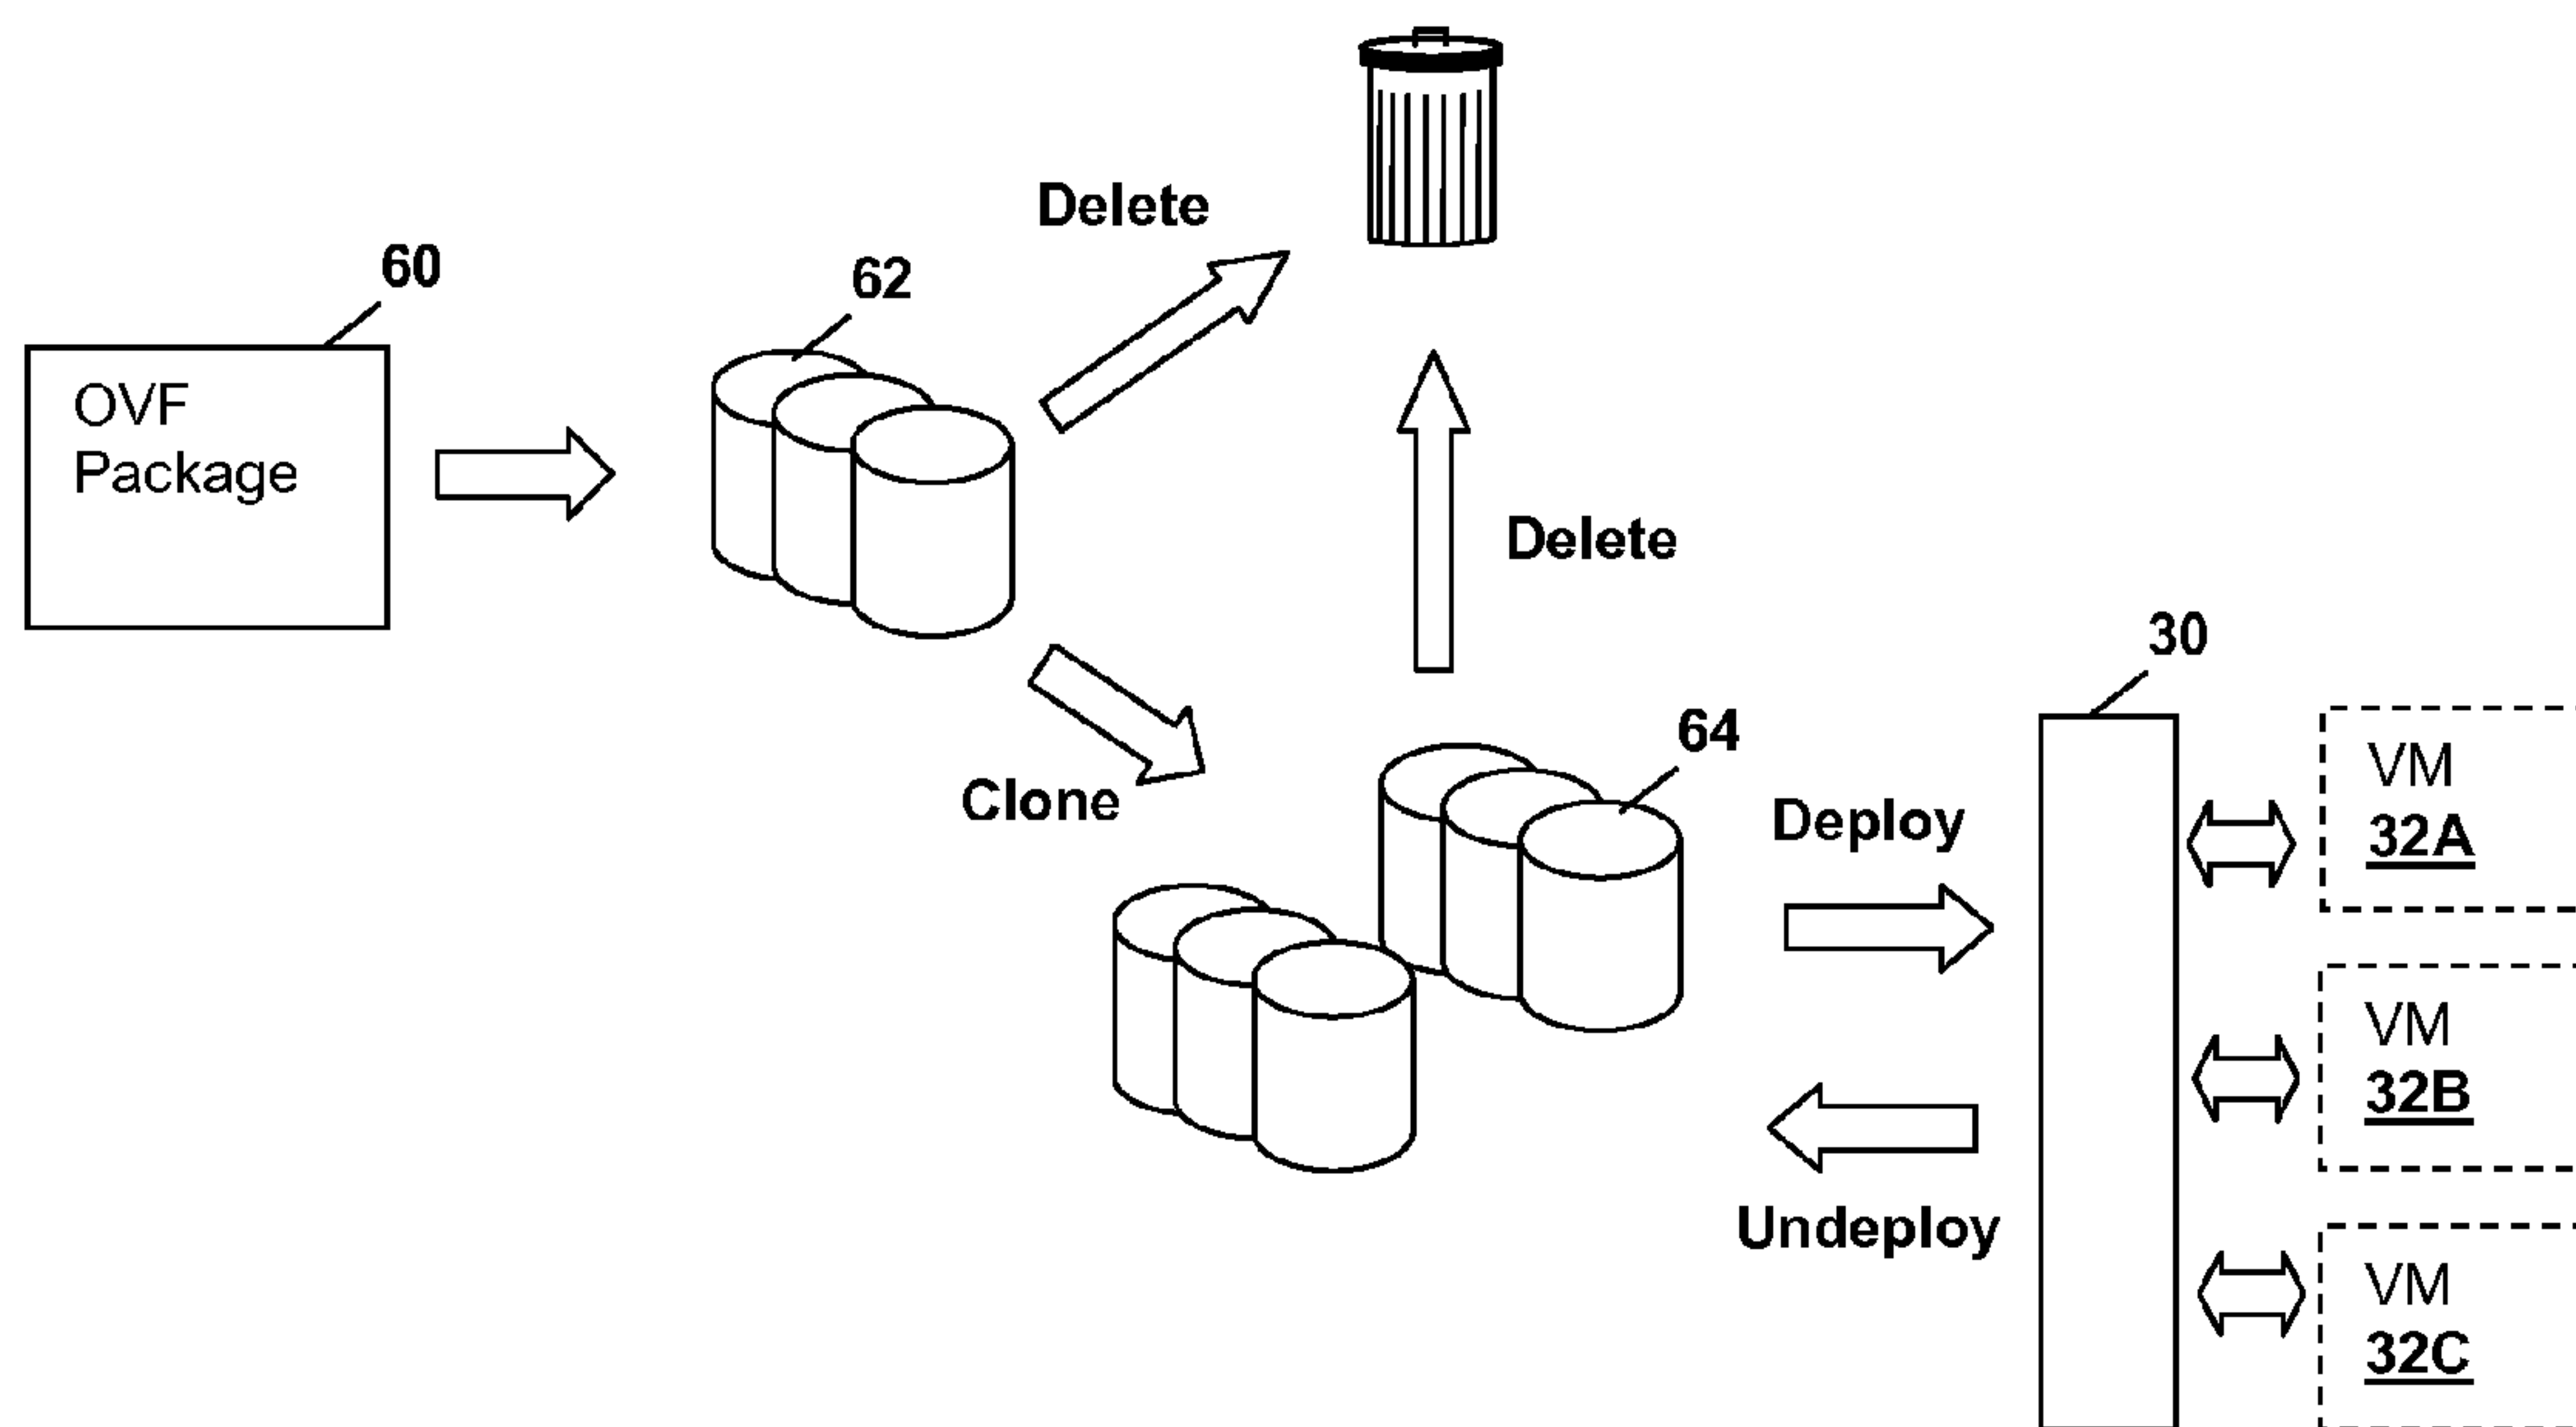 Delete
60
62
OVF
Package
Delete
30
64
VM
32A
Clone
Deploy
VM
32B
Undeploy
VM
32C